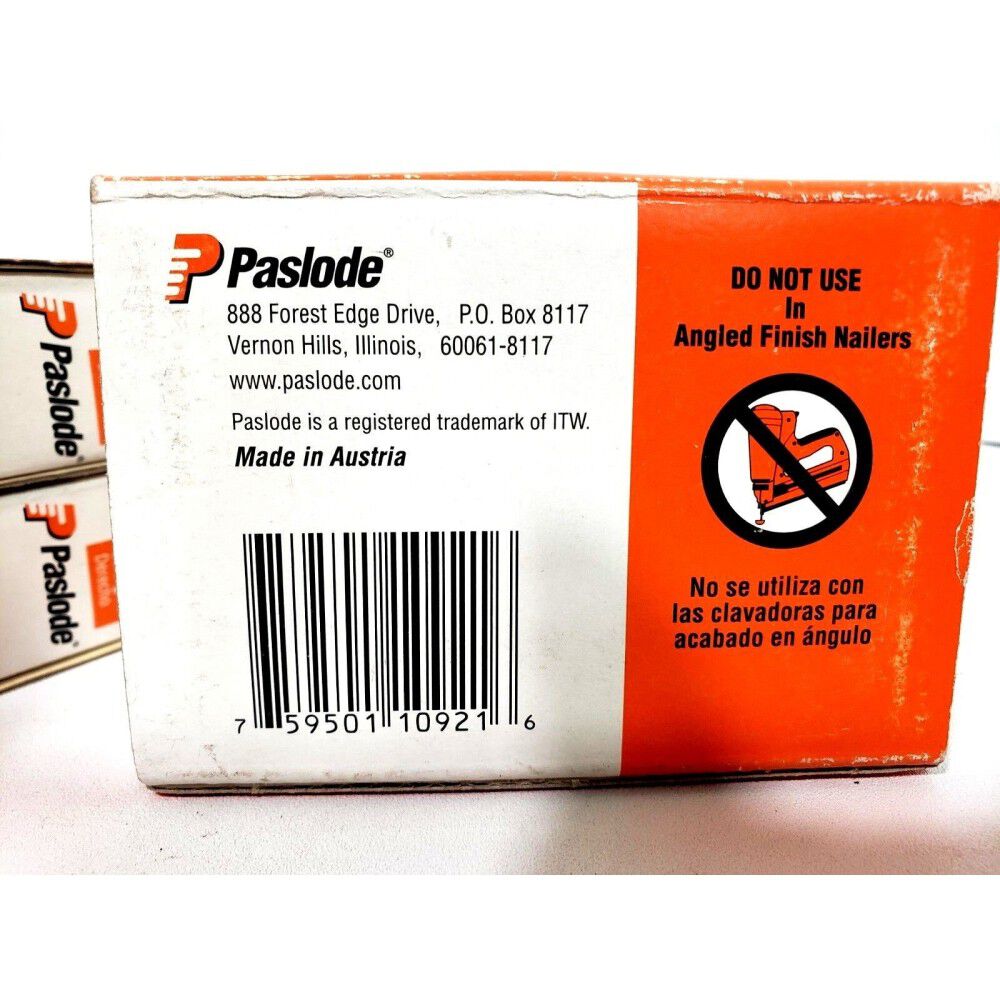 Paslode®
888 Forest Edge Drive, P.O. Box 8117
Vernon Hills, Illinois, 60061-8117
www.paslode.com
Paslode is a registered trademark of ITW.
Made in Austria
7 59501 10921 6
DO NOT USE
In
Angled Finish Nailers
No se utiliza con
las clavadoras para
acabado en ángulo
Paslode®
Paslode®
Derecho